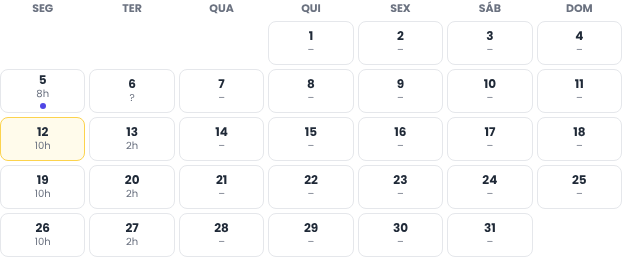 SEG TER QUA QUI SEX SÁB DOM
1 2 3 4
– – – –
5 6 7 8 9 10 11
8h ? – – – – –
12 13 14 15 16 17 18
10h 2h – – – – –
19 20 21 22 23 24 25
10h 2h – – – – –
26 27 28 29 30 31
10h 2h – – – –